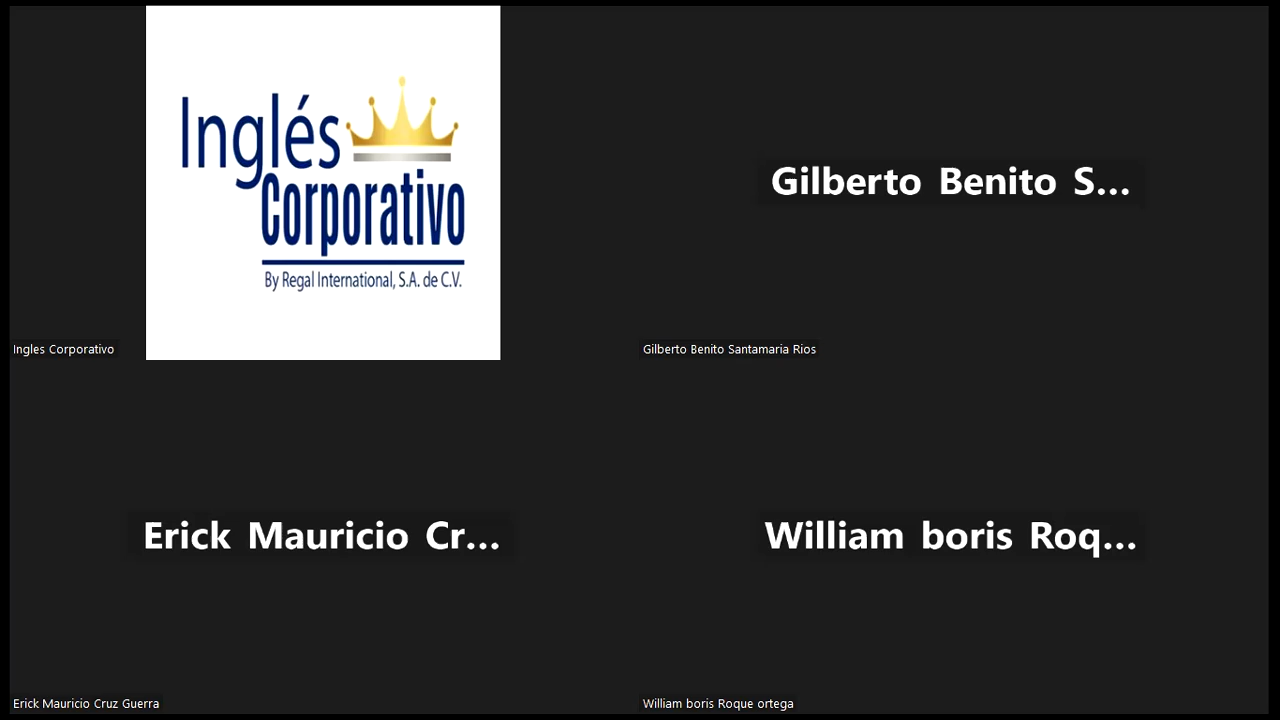 Inglés
Corporativo
By Regal International, S.A. de C.V.
Ingles Corporativo
Gilberto Benito S...
Gilberto Benito Santamaria Rios
Erick Mauricio Cr...
Erick Mauricio Cruz Guerra
William boris Roq...
William boris Roque ortega